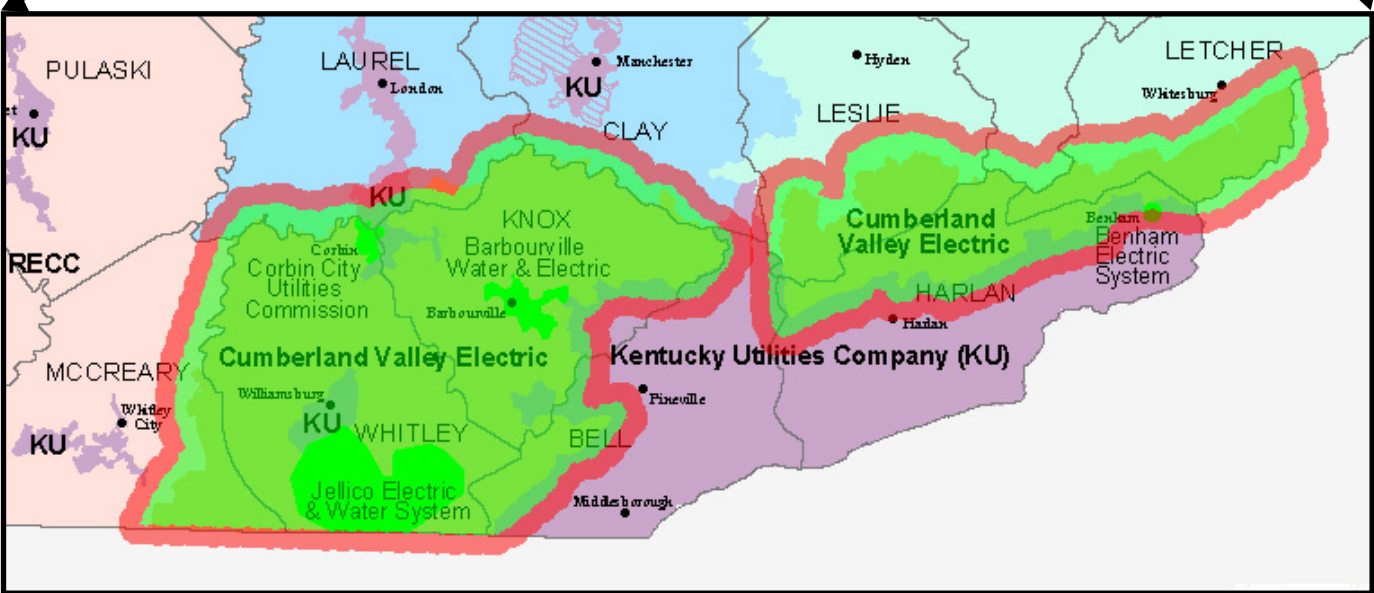 PULASKI
et
KU
RECC
LAUREL
London
KU
Manchester
KU
CLAY
Hyden
LESLIE
LETCHER
Whitesburg
KNOX
Barbourville
Water & Electric
Corbin
Corbin City
Utilities
Commission
Barbourville
Cumberland
Valley Electric
Benham
Benham
Electric
System
HARLAN
Harlan
Cumberland Valley Electric
Kentucky Utilities Company (KU)
MCCREARY
Whitley
City
KU
Williamsburg
KU
WHITLEY
Pineville
BELL
Jellico Electric
& Water System
Middlesborough